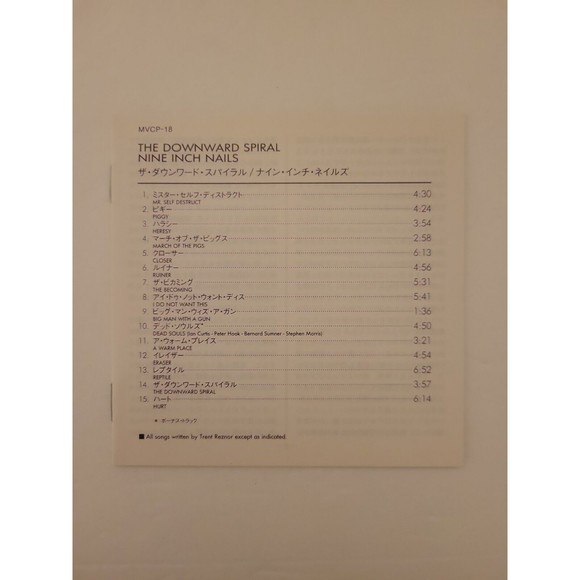 MVCP-18
THE DOWNWARD SPIRAL
NINE INCH NAILS
ザ・ダウンワード・スパイラル / ナイン・インチ・ネイルズ
1. ミスター・セルフ・ディストラクト 4:30
MR. SELF DESTRUCT
2. ピギー 4:24
PIGGY
3. ハラシー 3:54
HERESY
4. マーチ・オブ・ザ・ピッグス 2:58
MARCH OF THE PIGS
5. クローサー 6:13
CLOSER
6. ルイナー 4:56
RUINER
7. ザ・ビカミング 5:31
THE BECOMING
8. アイ・ドゥ・ノット・ウォント・ディス 5:41
I DO NOT WANT THIS
9. ビッグ・マン・ウィズ・ア・ガン 1:36
BIG MAN WITH A GUN
10. デッド・ソウルズ* 4:50
DEAD SOULS (Ian Curtis - Peter Hook - Bernard Sumner - Stephen Morris)
11. ア・ウォーム・プレイス 3:21
A WARM PLACE
12. イレイザー 4:54
ERASER
13. レプタイル 6:52
REPTILE
14. ザ・ダウンワード・スパイラル 3:57
THE DOWNWARD SPIRAL
15. ハート 6:14
HURT
* ボーナス・トラック
■ All songs written by Trent Reznor except as indicated.